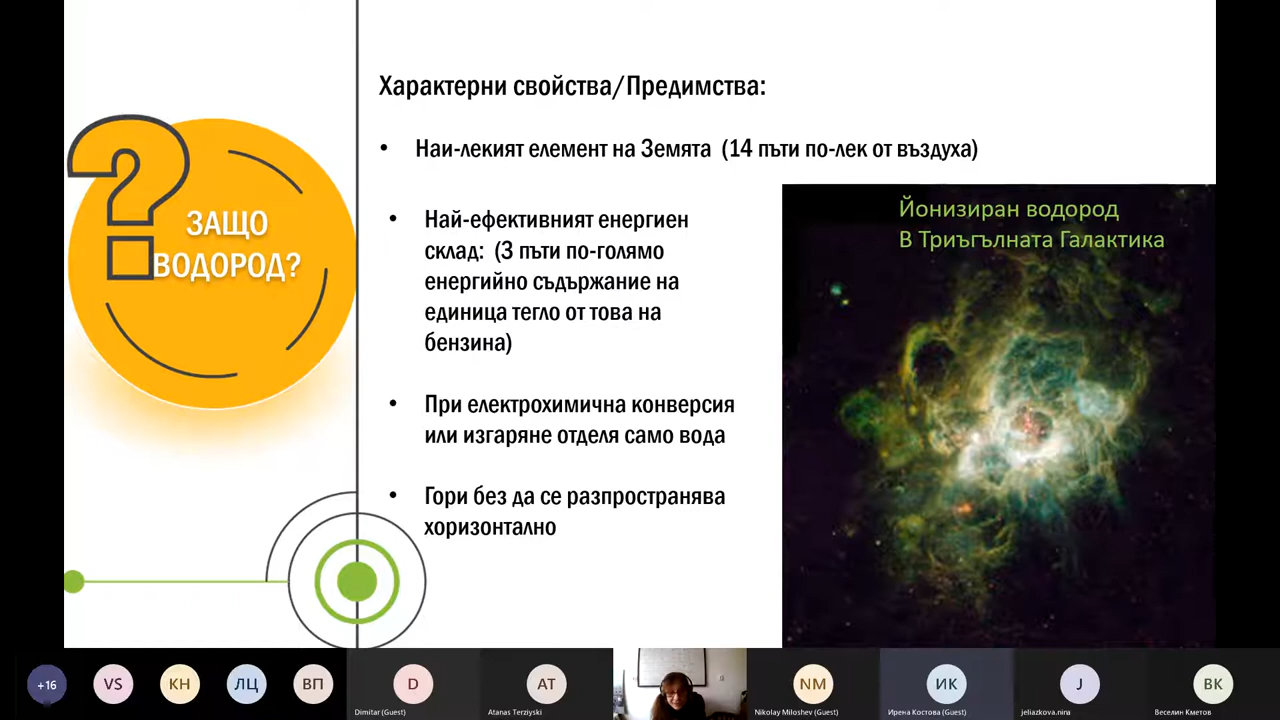 Характерни свойства/Предимства:
• Наи-лекият елемент на Земята (14 пъти по-лек от въздуха)
?
ЗАЩО
ВОДОРОД?
• Най-ефективният енергиен
склад: (3 пъти по-голямо
енергийно съдържание на
единица тегло от това на
бензина)
• При електрохимична конверсия
или изгаряне отделя само вода
• Гори без да се разпространява
хоризонтално
Йонизиран водород
В Триъгълната Галактика
+16
VS
КН
ЛЦ
ВП
D
Dimitar (Guest)
AT
Atanas Terziyski
NM
Nikolay Miloshev (Guest)
ИК
Ирена Костова (Guest)
J
jeliazkova.nina
ВК
Веселин Кметов